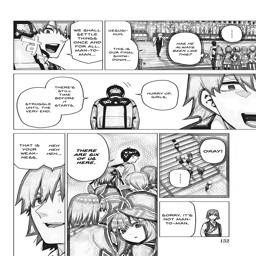 HAS HE
ALWAYS
BEEN LIKE
THIS?
HESUS-
KUN.
THIS IS
OUR FINAL
SHOW-
DOWN...
WE SHALL
SETTLE
THINGS
ONCE AND
FOR ALL,
MAN-TO-
MAN...
HURRY UP,
GIRLS.
THERE'S
STILL
TIME
BEFORE IT
STARTS.
STRUGGLE
UNTIL THE
VERY END.
OKAY!
SORRY, IT'S
NOT MAN-
TO-MAN.
THERE
ARE SIX
OF US
HERE.
HEH
HEH
HEH...
THAT IS
YOUR
WEAK-
NESS.
152